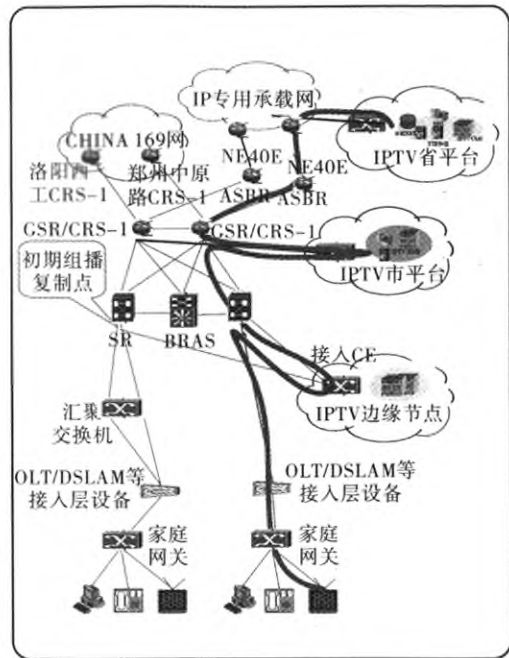 IP专用承载网
CHINA 169网
NE40E
IPTV省平台
洛阳西
工CRS-1
郑州中原
路CRS-1
ASBR
NE40E
ASBR
GSR/CRS-1
GSR/CRS-1
初期组播
复制点
IPTV市平台
SR
BRAS
接入CE
IPTV边缘节点
汇聚
交换机
OLT/DSLAM等
接入层设备
OLT/DSLAM等
接入层设备
家庭
网关
家庭
网关